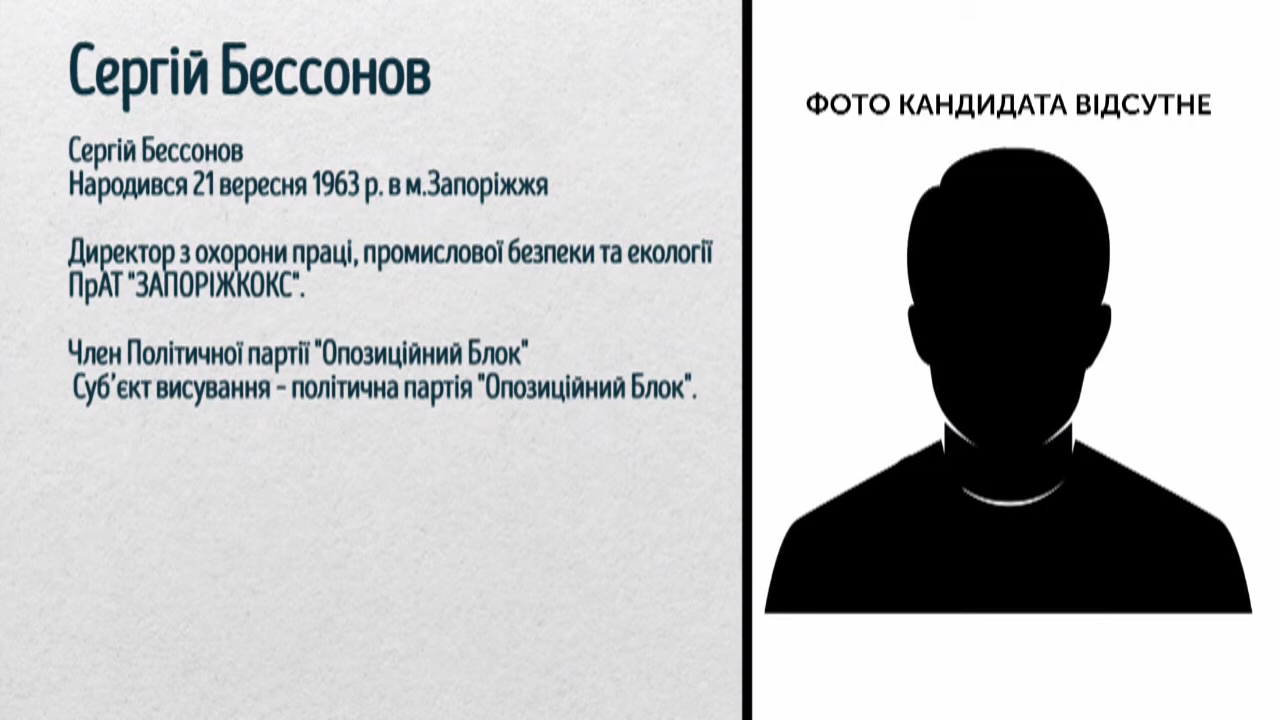 Сергій Бессонов
Сергій Бессонов
Народився 21 вересня 1963 р. в м.Запоріжжя
Директор з охорони праці, промислової безпеки та екології
ПрАТ "ЗАПОРІЖКОКС".
Член Політичної партії "Опозиційний Блок"
Суб’єкт висування - політична партія "Опозиційний Блок".
ФОТО КАНДИДАТА ВІДСУТНЕ